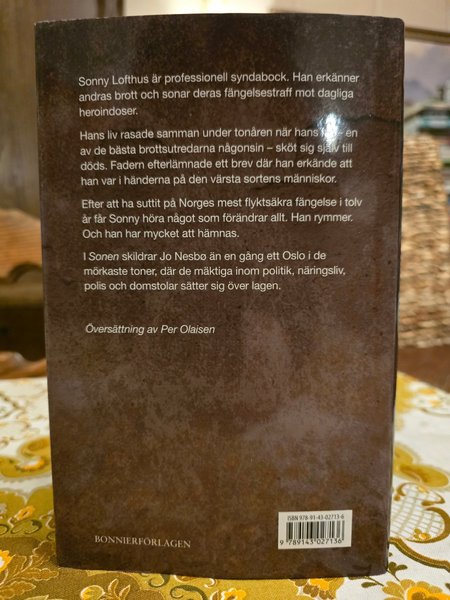 Sonny Lofthus är professionell syndabock. Han erkänner
andras brott och sonar deras fängelsestraff mot dagliga
heroindoser.
Hans liv rasade samman under tonåren när hans – en
av de bästa brottsutredarna någonsin – sköt sig själv till
döds. Fadern efterlämnade ett brev där han erkände att
han var i händerna på den värsta sortens människor.
Efter att ha suttit på Norges mest flyktsäkra fängelse i tolv
år får Sonny höra något som förändrar allt. Han rymmer.
Och han har mycket att hämnas.
I Sonen skildrar Jo Nesbø än en gång ett Oslo i de
mörkaste toner, där de mäktiga inom politik, näringsliv,
polis och domstolar sätter sig över lagen.
Översättning av Per Olaisen
ISBN 978-91-43-02713-6
9 789143 027136
BONNIERFÖRLAGEN